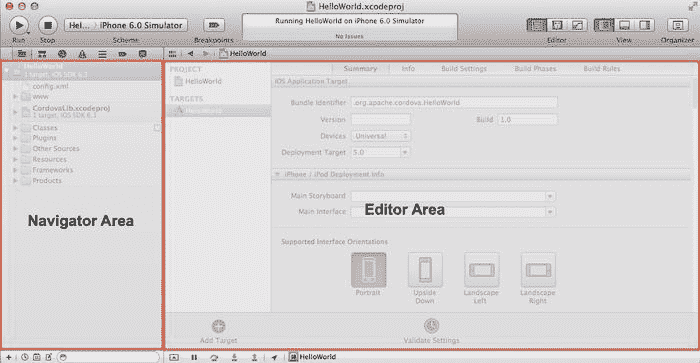 HelloWorld.xcodeproj
Hel... iPhone 6.0 Simulator
Running HelloWorld on iPhone 6.0 Simulator
No Issues
Run Stop Scheme Breakpoints Editor View Organizer
HelloWorld
HelloWorld
1 target, iOS SDK 6.1
config.xml
www
CordovaLib.xcodeproj
1 target, iOS SDK 6.1
Classes
Plugins
Other Sources
Resources
Frameworks
Products
Navigator Area
PROJECT
HelloWorld
TARGETS
HelloWorld
Summary Info Build Settings Build Phases Build Rules
iOS Application Target
Bundle Identifier org.apache.cordova.HelloWorld
Version Build 1.0
Devices Universal
Deployment Target 5.0
iPhone / iPod Deployment Info
Main Storyboard
Main Interface
Editor Area
Supported Interface Orientations
Portrait
Upside Down
Landscape Left
Landscape Right
Add Target Validate Settings
HelloWorld